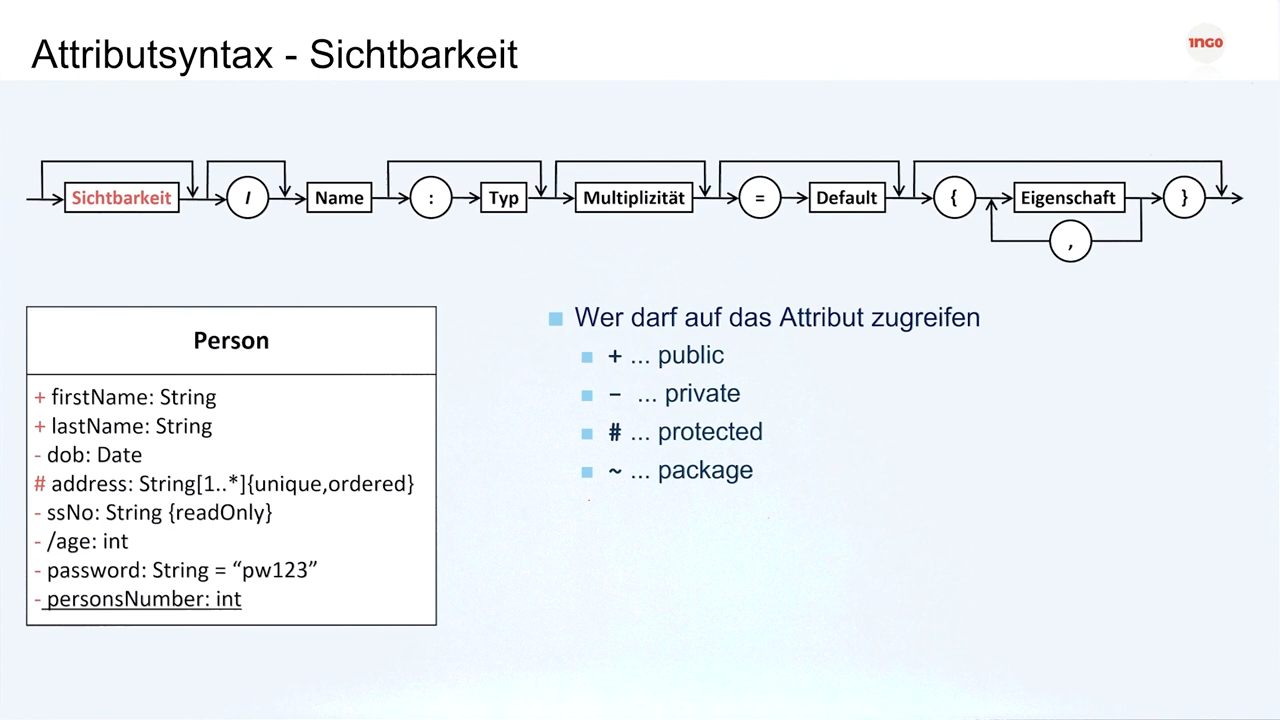 Attributsyntax - Sichtbarkeit
1NGO
Sichtbarkeit / Name : Typ Multiplizität = Default { Eigenschaft }
,
Person
+ firstName: String
+ lastName: String
- dob: Date
# address: String[1..*]{unique,ordered}
- ssNo: String {readOnly}
- /age: int
- password: String = “pw123”
- personsNumber: int
Wer darf auf das Attribut zugreifen
+ ... public
− ... private
# ... protected
~ ... package